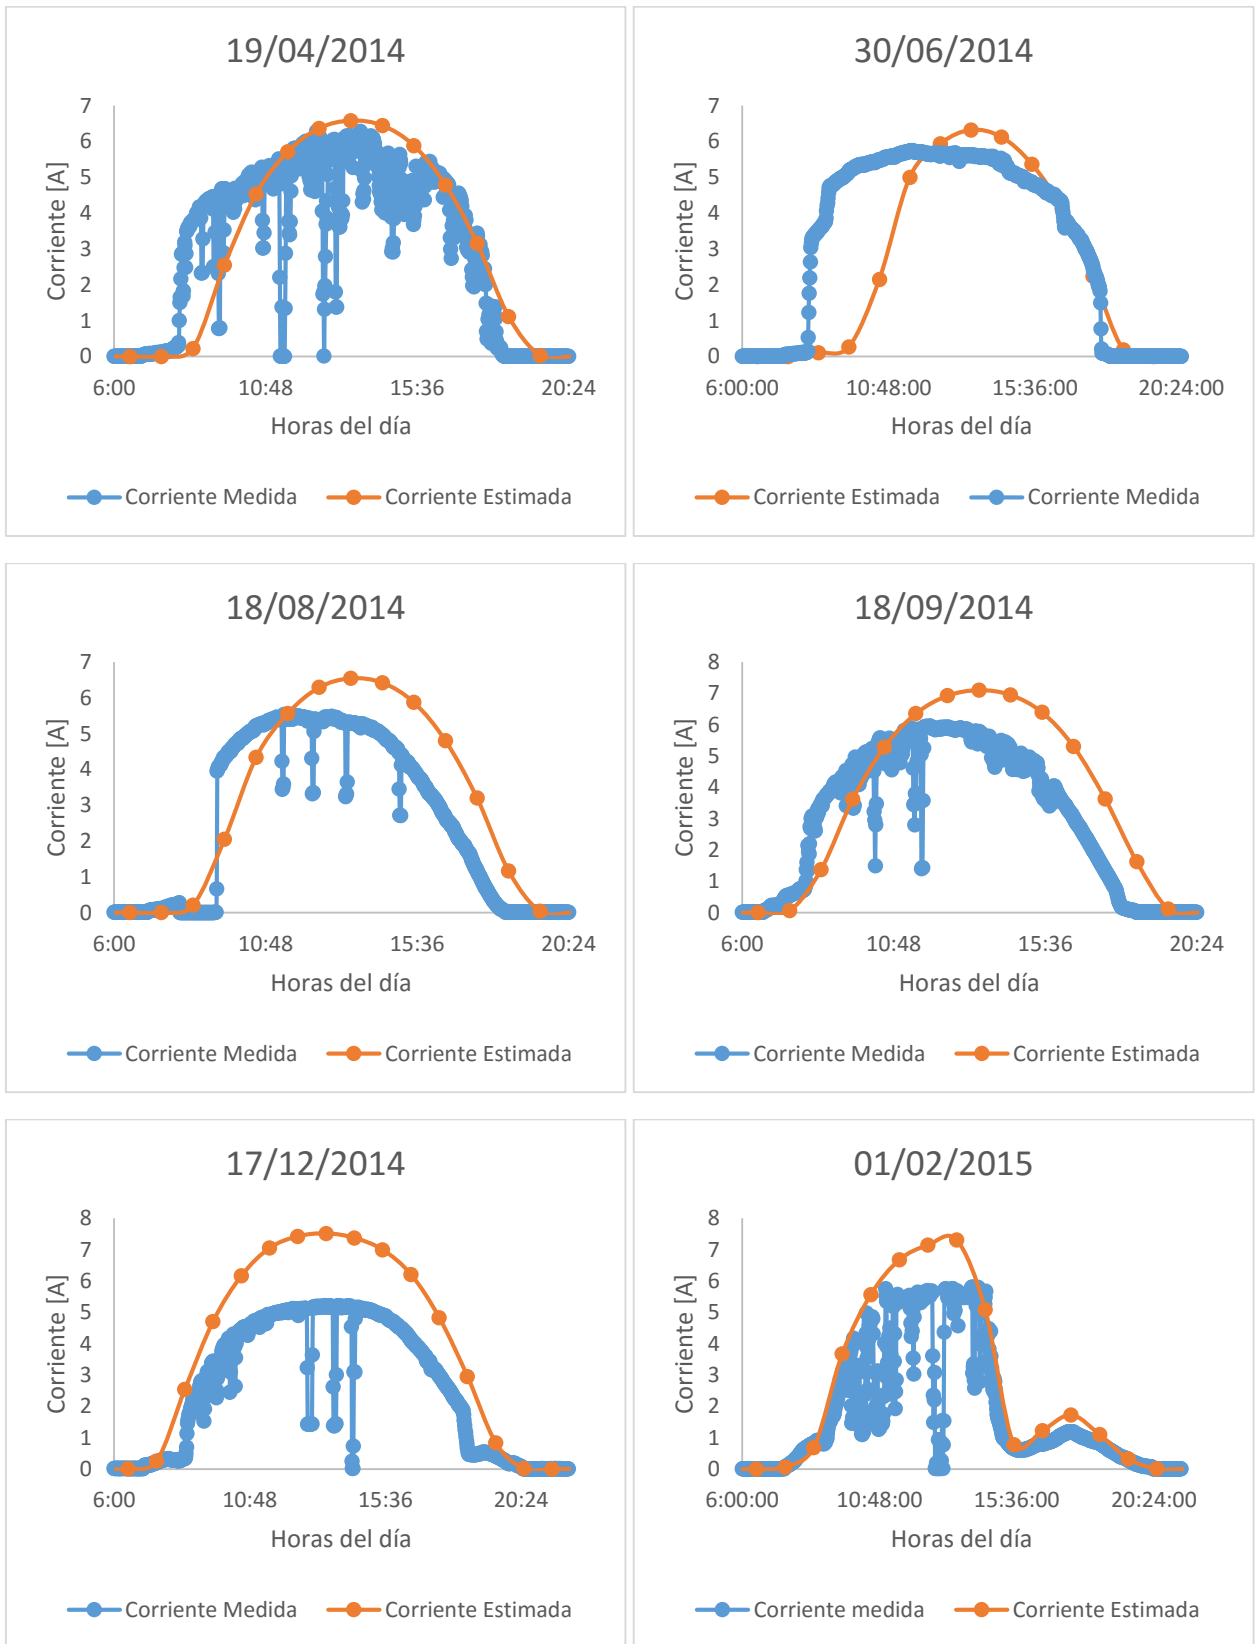 19/04/2014
7
6
5
4
3
2
1
0
Corriente [A]
6:00 10:48 15:36 20:24
Horas del día
Corriente Medida Corriente Estimada
30/06/2014
7
6
5
4
3
2
1
0
Corriente [A]
6:00:00 10:48:00 15:36:00 20:24:00
Horas del día
Corriente Estimada Corriente Medida
18/08/2014
7
6
5
4
3
2
1
0
Corriente [A]
6:00 10:48 15:36 20:24
Horas del día
Corriente Medida Corriente Estimada
18/09/2014
8
7
6
5
4
3
2
1
0
Corriente [A]
6:00 10:48 15:36 20:24
Horas del día
Corriente Medida Corriente Estimada
17/12/2014
8
7
6
5
4
3
2
1
0
Corriente [A]
6:00 10:48 15:36 20:24
Horas del día
Corriente Medida Corriente Estimada
01/02/2015
8
7
6
5
4
3
2
1
0
Corriente [A]
6:00:00 10:48:00 15:36:00 20:24:00
Horas del día
Corriente medida Corriente Estimada